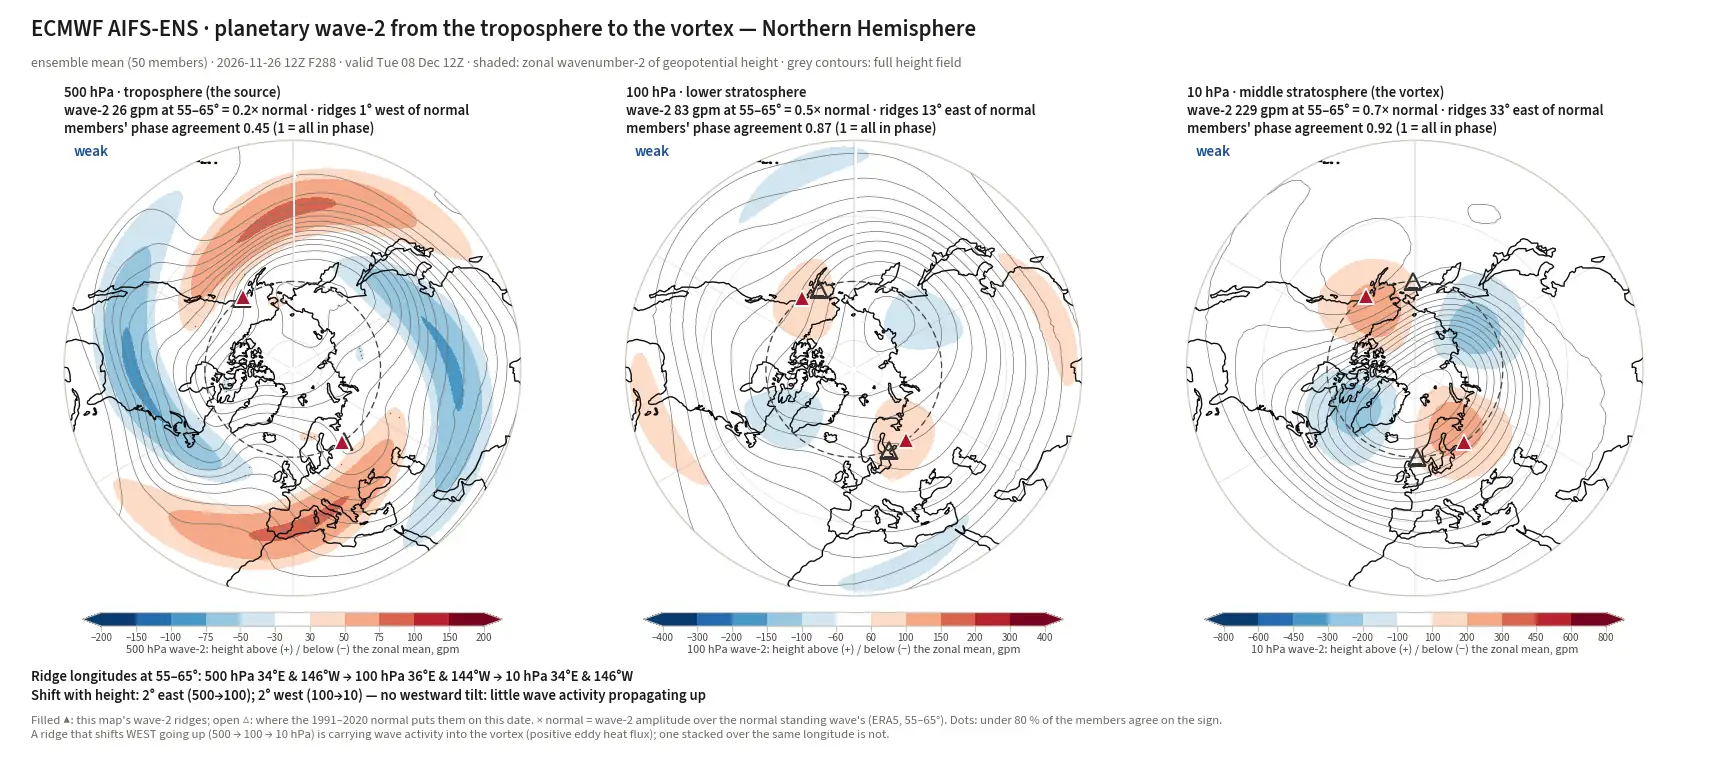 ECMWF AIFS-ENS · planetary wave-2 from the troposphere to the vortex — Northern Hemisphere
ensemble mean (50 members) · 2026-11-26 12Z F288 · valid Tue 08 Dec 12Z · shaded: zonal wavenumber-2 of geopotential height · grey contours: full height field
500 hPa · troposphere (the source)
wave-2 26 gpm at 55–65° = 0.2× normal · ridges 1° west of normal
members' phase agreement 0.45 (1 = all in phase)
weak
100 hPa · lower stratosphere
wave-2 83 gpm at 55–65° = 0.5× normal · ridges 13° east of normal
members' phase agreement 0.87 (1 = all in phase)
weak
10 hPa · middle stratosphere (the vortex)
wave-2 229 gpm at 55–65° = 0.7× normal · ridges 33° east of normal
members' phase agreement 0.92 (1 = all in phase)
weak
−200 −150 −100 −75 −50 −30 30 50 75 100 150 200
500 hPa wave-2: height above (+) / below (−) the zonal mean, gpm
−400 −300 −200 −150 −100 −60 60 100 150 200 300 400
100 hPa wave-2: height above (+) / below (−) the zonal mean, gpm
−800 −600 −450 −300 −200 −100 100 200 300 450 600 800
10 hPa wave-2: height above (+) / below (−) the zonal mean, gpm
Ridge longitudes at 55–65°: 500 hPa 34°E & 146°W → 100 hPa 36°E & 144°W → 10 hPa 34°E & 146°W
Shift with height: 2° east (500→100); 2° west (100→10) — no westward tilt: little wave activity propagating up
Filled ▲: this map's wave-2 ridges; open △: where the 1991–2020 normal puts them on this date. × normal = wave-2 amplitude over the normal standing wave's (ERA5, 55–65°). Dots: under 80 % of the members agree on the sign.
A ridge that shifts WEST going up (500 → 100 → 10 hPa) is carrying wave activity into the vortex (positive eddy heat flux); one stacked over the same longitude is not.